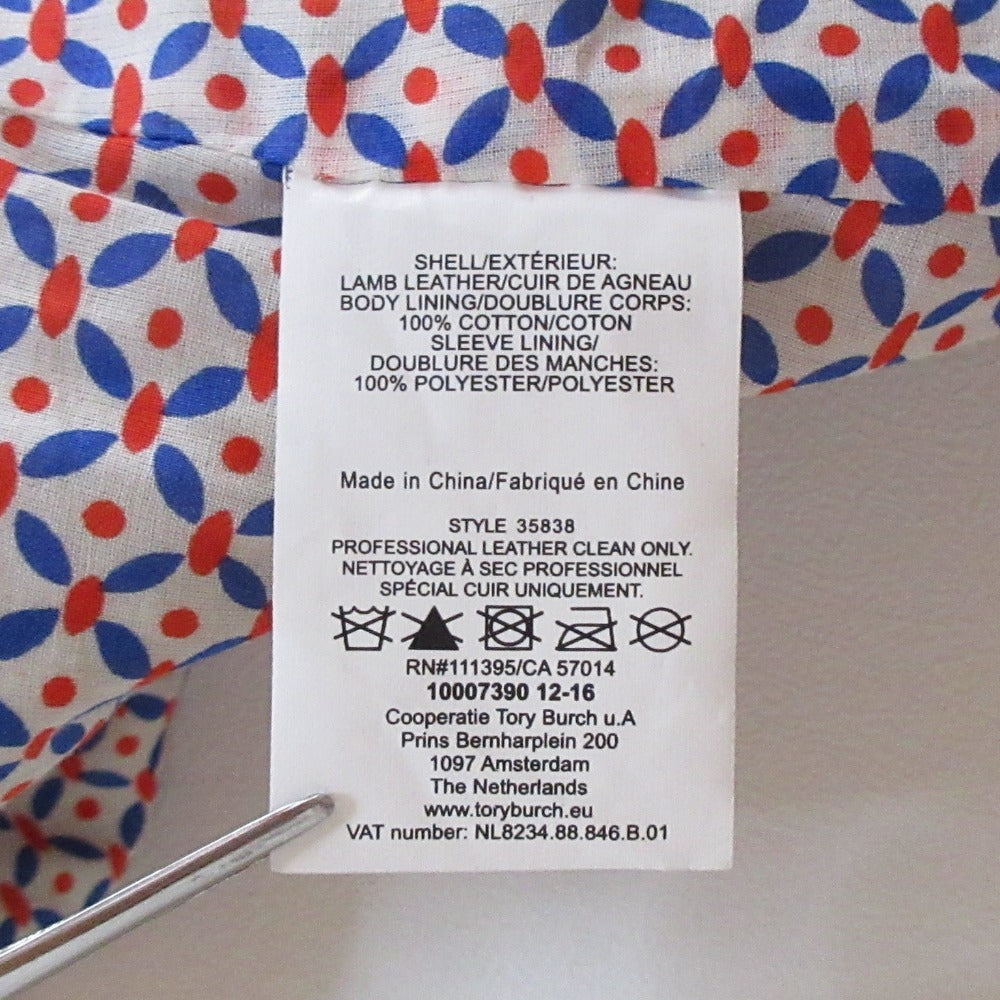 SHELL/EXTÉRIEUR:
LAMB LEATHER/CUIR DE AGNEAU
BODY LINING/DOUBLURE CORPS:
100% COTTON/COTON
SLEEVE LINING/
DOUBLURE DES MANCHES:
100% POLYESTER/POLYESTER
Made in China/Fabriqué en Chine
STYLE 35838
PROFESSIONAL LEATHER CLEAN ONLY.
NETTOYAGE À SEC PROFESSIONNEL
SPÉCIAL CUIR UNIQUEMENT.
RN#111395/CA 57014
10007390 12-16
Cooperatie Tory Burch u.A
Prins Bernharplein 200
1097 Amsterdam
The Netherlands
www.toryburch.eu
VAT number: NL8234.88.846.B.01